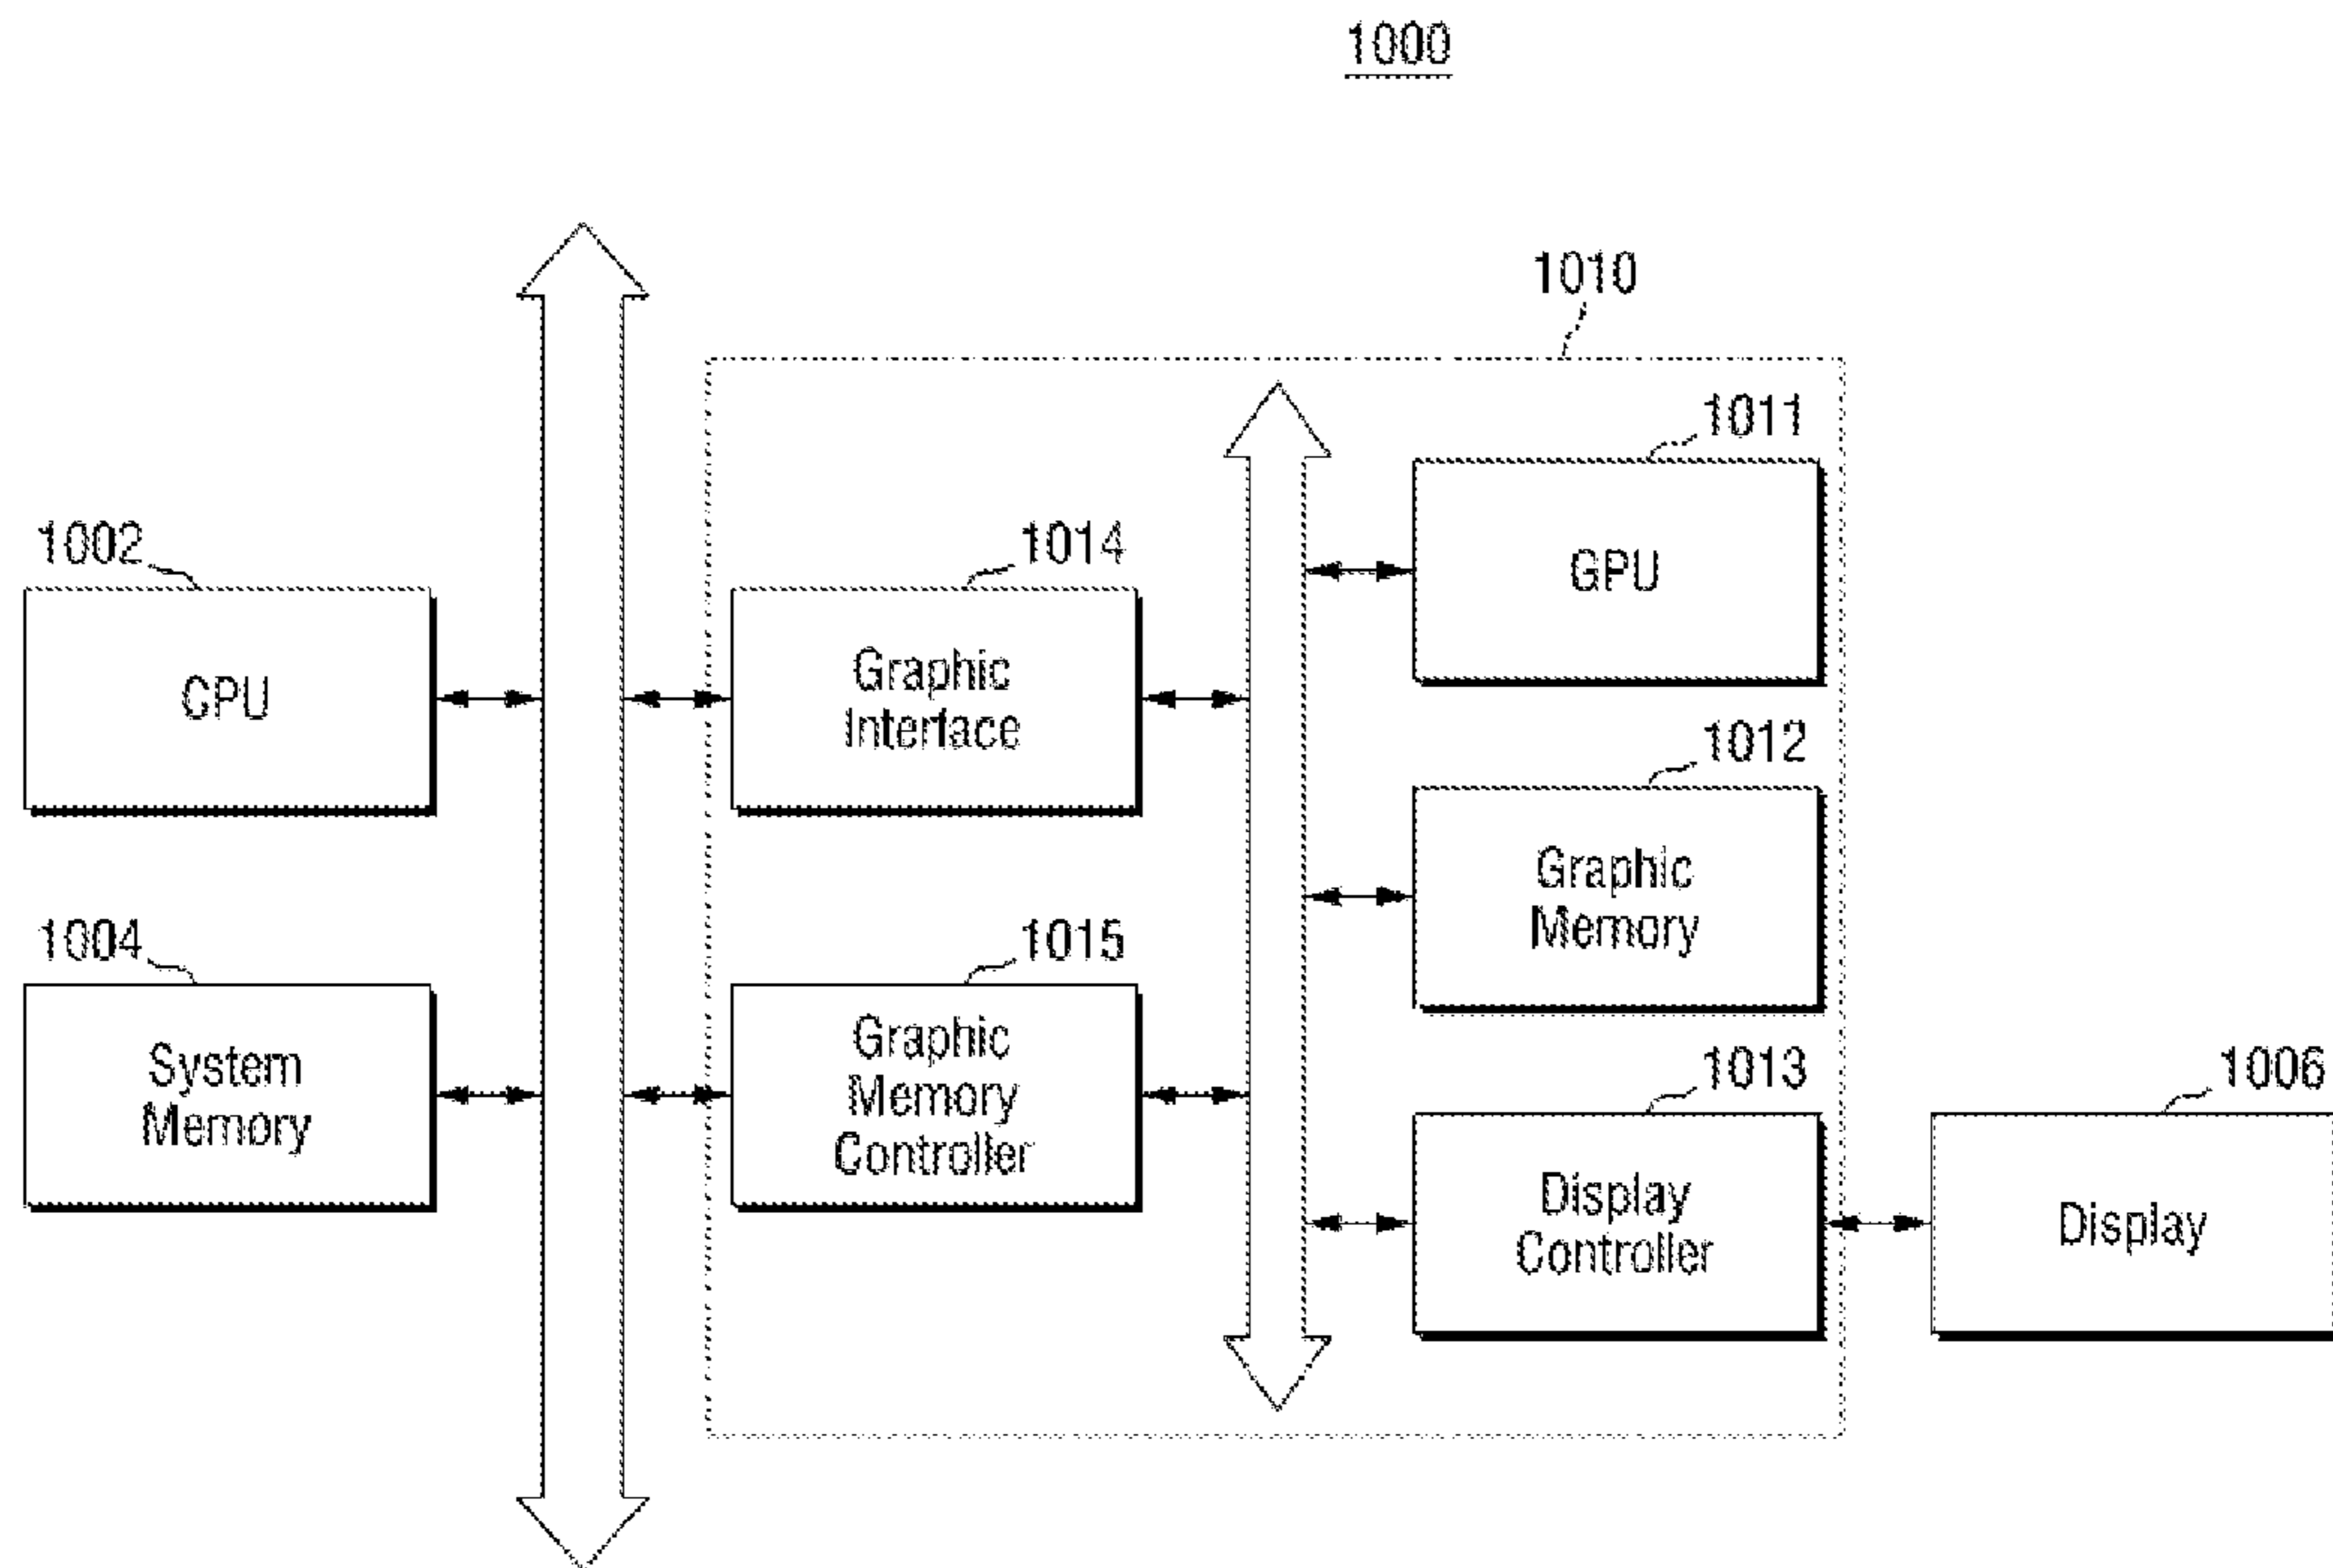 1000
1010
1011
GPU
1002
CPU
1014
Graphic
Interface
1012
Graphic
Memory
1004
System
Memory
1015
Graphic
Memory
Controller
1013
Display
Controller
1006
Display